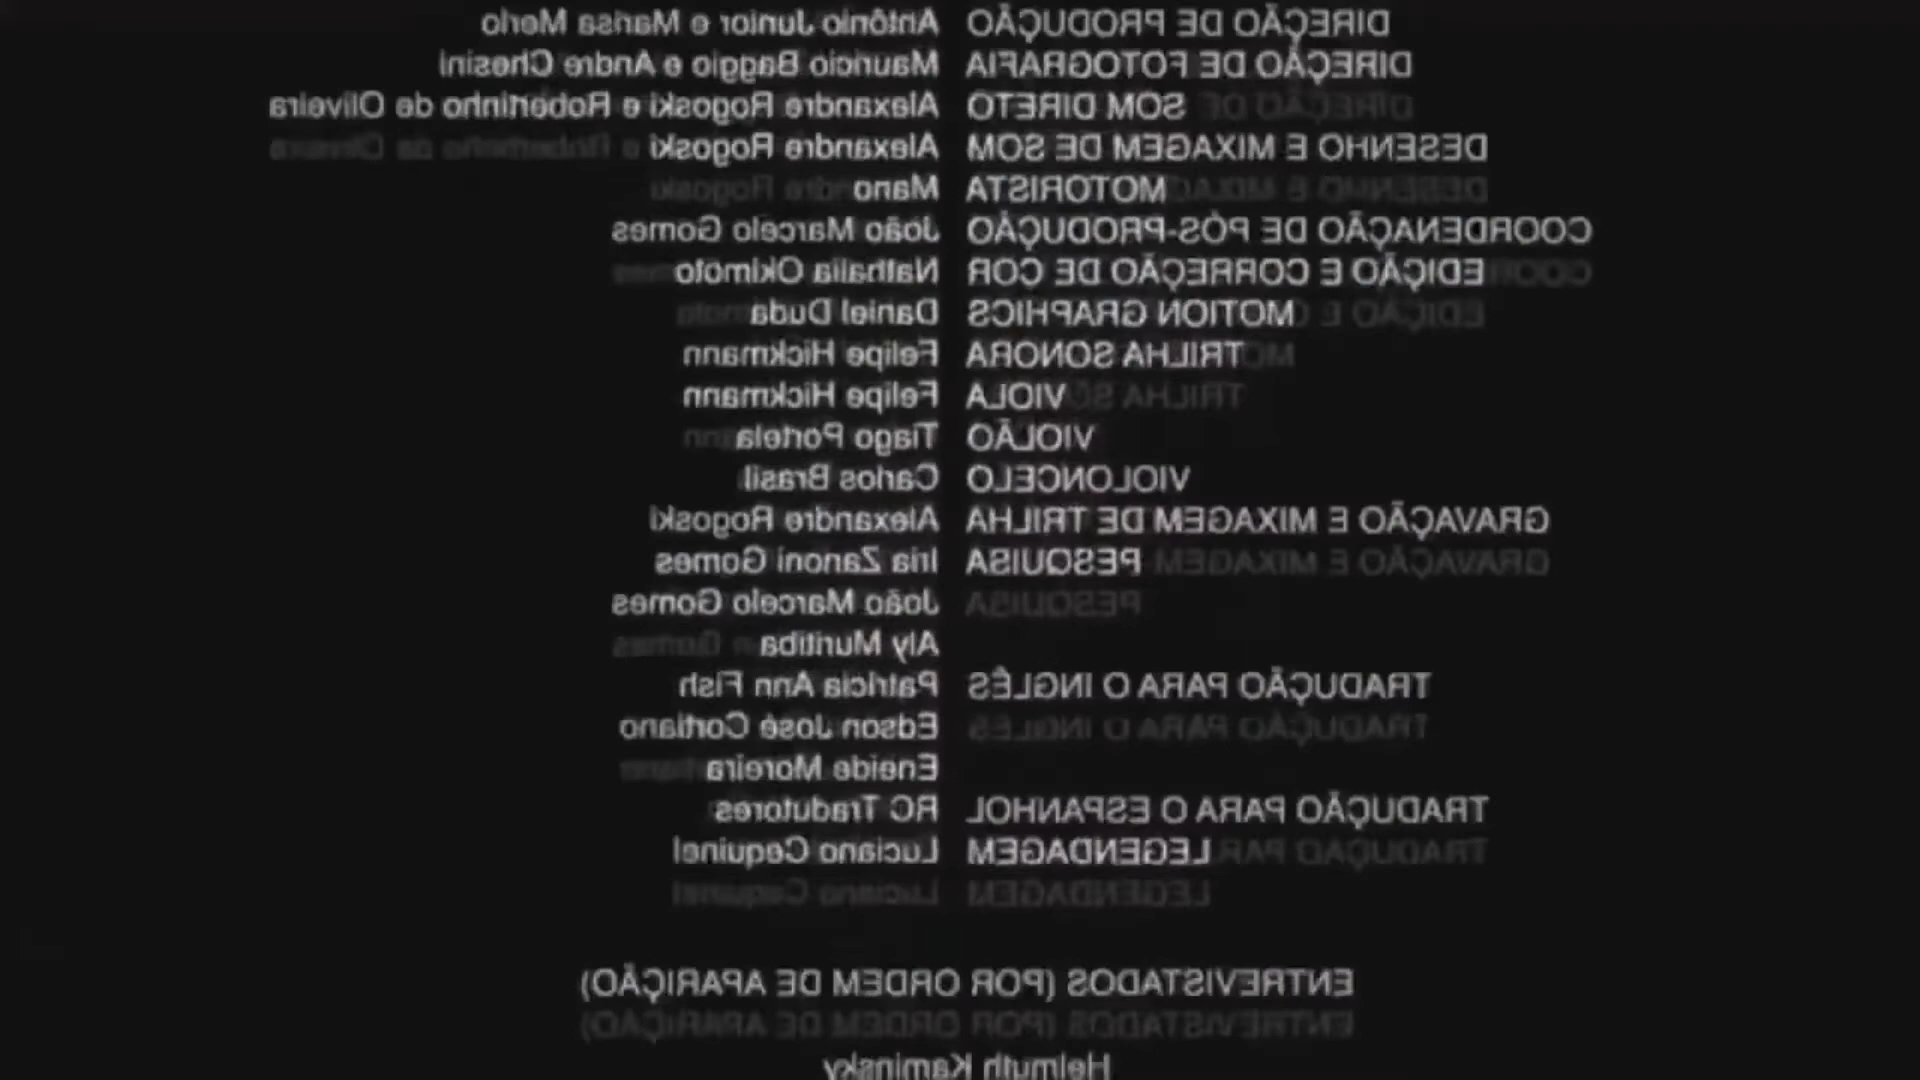 DIREÇÃO DE PRODUÇÃO Antônio Junior e Marisa Merlo
DIREÇÃO DE FOTOGRAFIA Mauricio Baggio e Andre Chesini
SOM DIRETO Alexandre Rogoski e Robertinho de Oliveira
DESENHO E MIXAGEM DE SOM Alexandre Rogoski
MOTORISTA Mano
COORDENAÇÃO DE PÓS-PRODUÇÃO João Marcelo Gomes
EDIÇÃO E CORREÇÃO DE COR Nathalia Okimoto
MOTION GRAPHICS Daniel Duda
TRILHA SONORA Felipe Hickmann
VIOLA Felipe Hickmann
VIOLÃO Tiago Portela
VIOLONCELO Carlos Brasil
GRAVAÇÃO E MIXAGEM DE TRILHA Alexandre Rogoski
PESQUISA Iria Zanoni Gomes
João Marcelo Gomes
Aly Muritiba
TRADUÇÃO PARA O INGLÊS Patricia Ann Fish
Edson José Cortiano
Eneide Moreira
TRADUÇÃO PARA O ESPANHOL RC Tradutores
LEGENDAGEM Luciano Cequinel
ENTREVISTADOS (POR ORDEM DE APARIÇÃO)
Helmuth Kaminsky